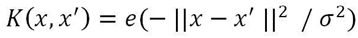 K(x, x′) = e(− ||x − x′ ||² / σ²)